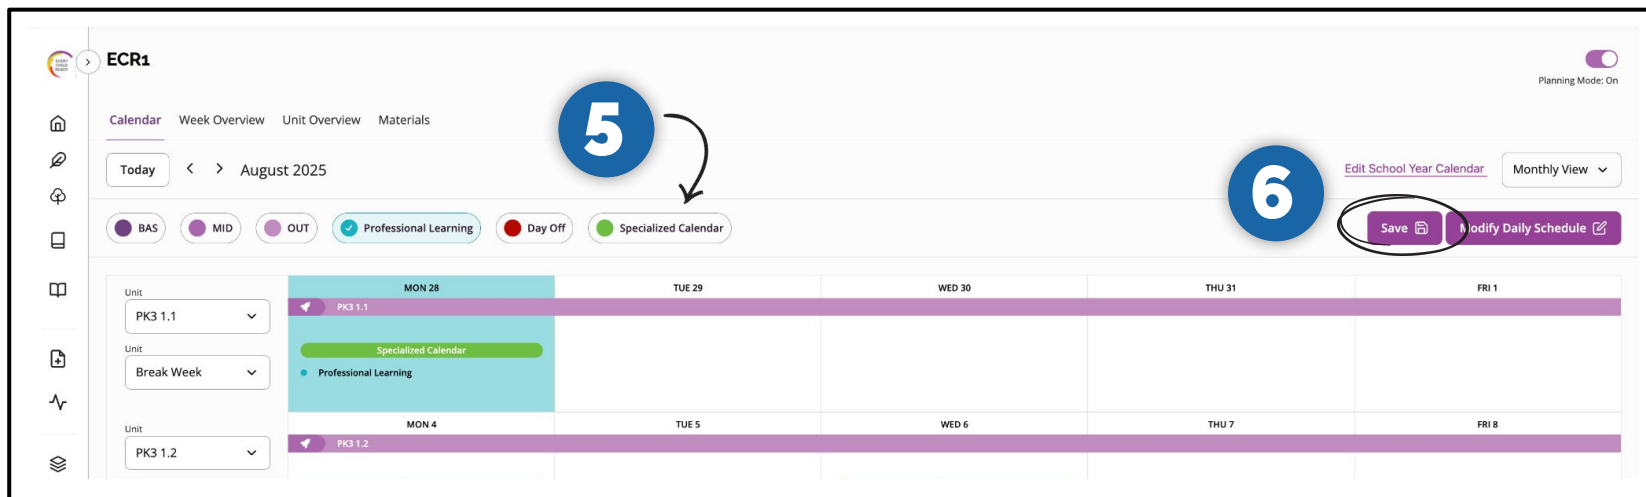 EVERY
CHILD
READY
ECR1
Planning Mode: On
5
Calendar Week Overview Unit Overview Materials
6
Today < > August 2025
Edit School Year Calendar
Monthly View
BAS MID OUT Professional Learning Day Off Specialized Calendar
Save Modify Daily Schedule
MON 28 TUE 29 WED 30 THU 31 FRI 1
Unit
PK3 1.1
PK3 1.1
Unit
Break Week
Specialized Calendar
Professional Learning
MON 4 TUE 5 WED 6 THU 7 FRI 8
Unit
PK3 1.2
PK3 1.2